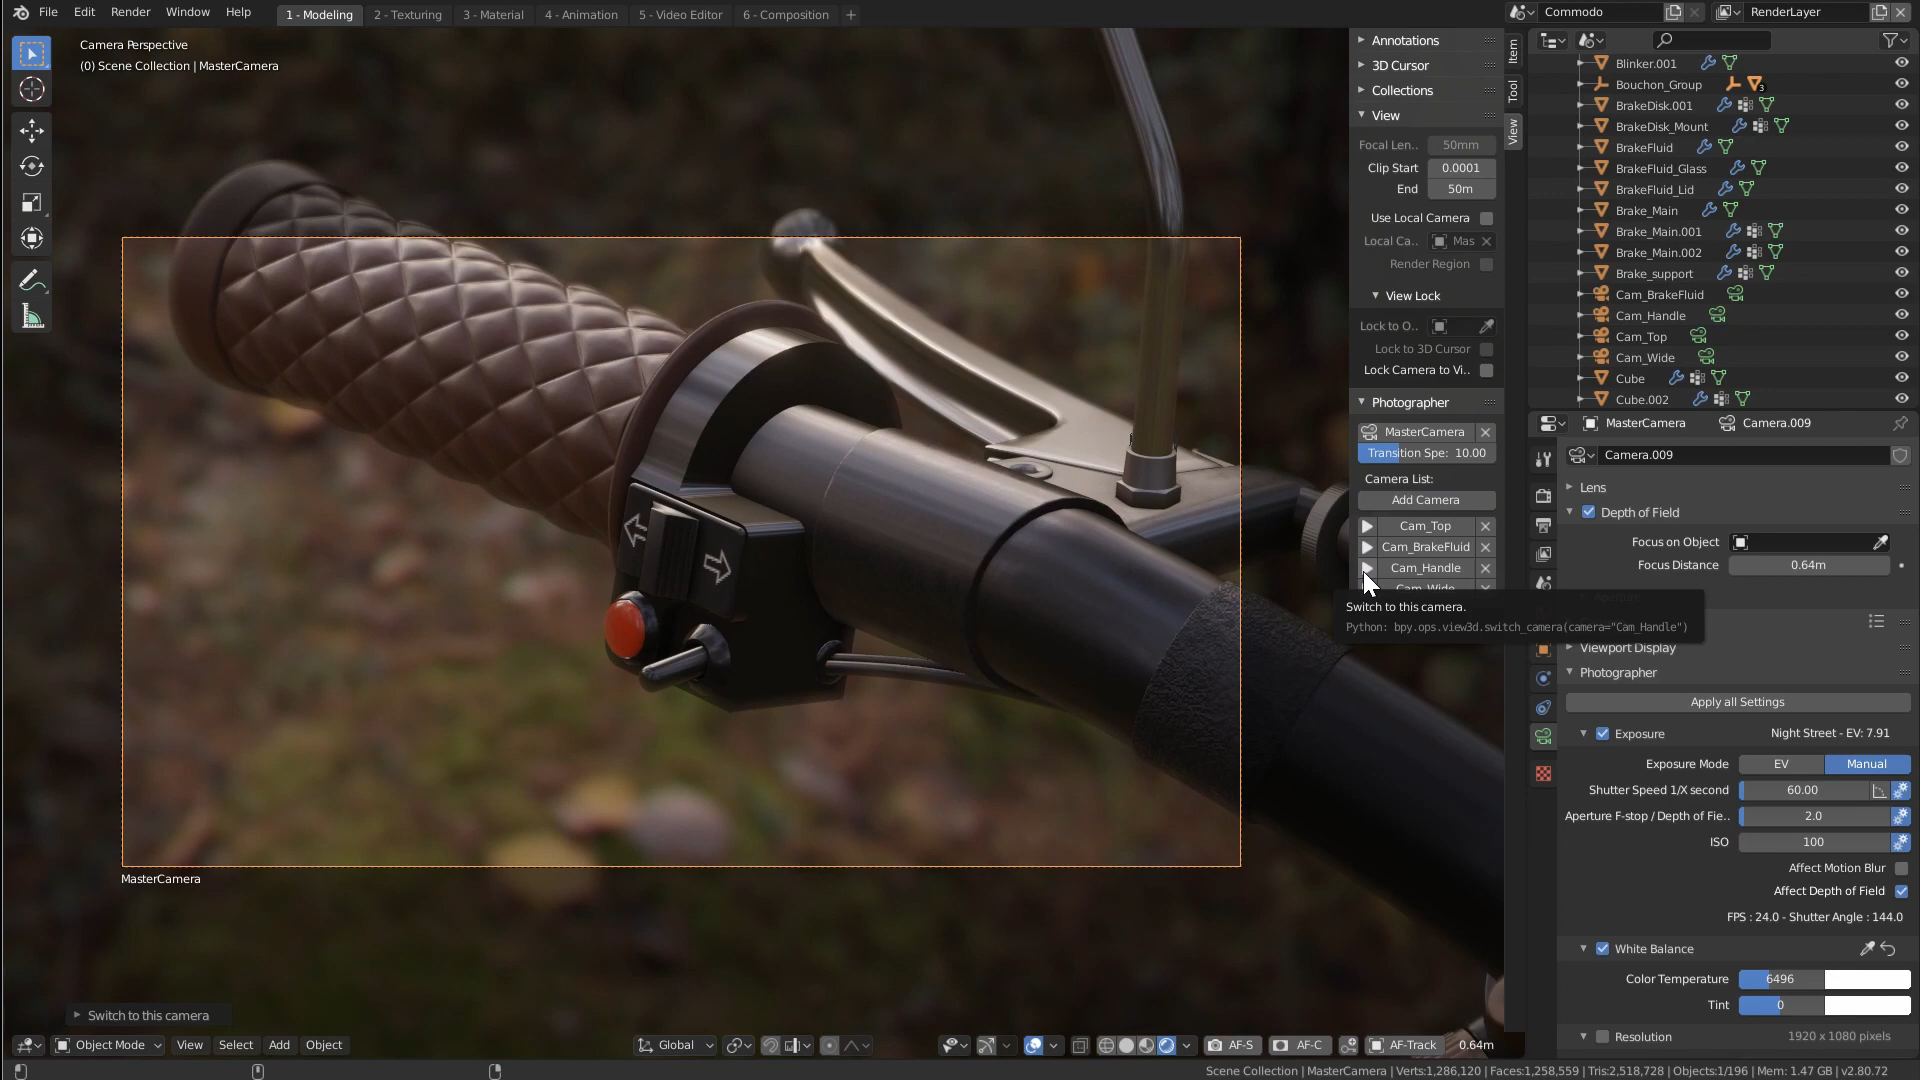 File Edit Render Window Help
1 - Modeling 2 - Texturing 3 - Material 4 - Animation 5 - Video Editor 6 - Composition +
Commodo
RenderLayer
Camera Perspective
(0) Scene Collection | MasterCamera
MasterCamera
Switch to this camera
Annotations
3D Cursor
Collections
View
Focal Len.. 50mm
Clip Start 0.0001
End 50m
Use Local Camera
Local Ca.. Mas
Render Region
View Lock
Lock to O..
Lock to 3D Cursor
Lock Camera to Vi..
Photographer
MasterCamera
Transition Spe: 10.00
Camera List:
Add Camera
Cam_Top
Cam_BrakeFluid
Cam_Handle
Cam_Wide
Switch to this camera.
Python: bpy.ops.view3d.switch_camera(camera="Cam_Handle")
Item
Tool
View
Blinker.001
Bouchon_Group 3
BrakeDisk.001
BrakeDisk_Mount
BrakeFluid
BrakeFluid_Glass
BrakeFluid_Lid
Brake_Main
Brake_Main.001
Brake_Main.002
Brake_support
Cam_BrakeFluid
Cam_Handle
Cam_Top
Cam_Wide
Cube
Cube.002
MasterCamera Camera.009
Camera.009
Lens
Depth of Field
Focus on Object
Focus Distance 0.64m
Viewport Display
Photographer
Apply all Settings
Exposure Night Street - EV: 7.91
Exposure Mode EV Manual
Shutter Speed 1/X second 60.00
Aperture F-stop / Depth of Fie.. 2.0
ISO 100
Affect Motion Blur
Affect Depth of Field
FPS : 24.0 - Shutter Angle : 144.0
White Balance
Color Temperature 6496
Tint 0
Resolution 1920 x 1080 pixels
Object Mode View Select Add Object Global AF-S AF-C AF-Track 0.64m
Scene Collection | MasterCamera | Verts:1,286,120 | Faces:1,258,559 | Tris:2,518,728 | Objects:1/196 | Mem: 1.47 GB | v2.80.72